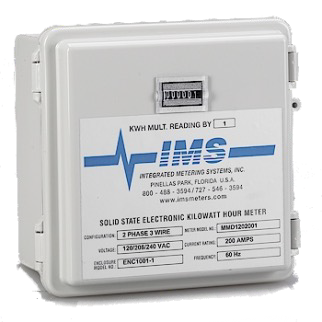 000001
KWH MULT. READING BY 1
IMS
INTEGRATED METERING SYSTEMS, INC.
PINELLAS PARK, FLORIDA U.S.A.
800 - 488 - 3594 / 727 - 546 - 3594
www.imsmeters.com
SOLID STATE ELECTRONIC KILOWATT HOUR METER
CONFIGURATION: 2 PHASE 3 WIRE METER MODEL NO. MMD1202001
VOLTAGE: 120/208/240 VAC CURRENT RATING: 200 AMPS
ENCLOSURE MODEL NO. ENC1001-1 FREQUENCY: 60 Hz